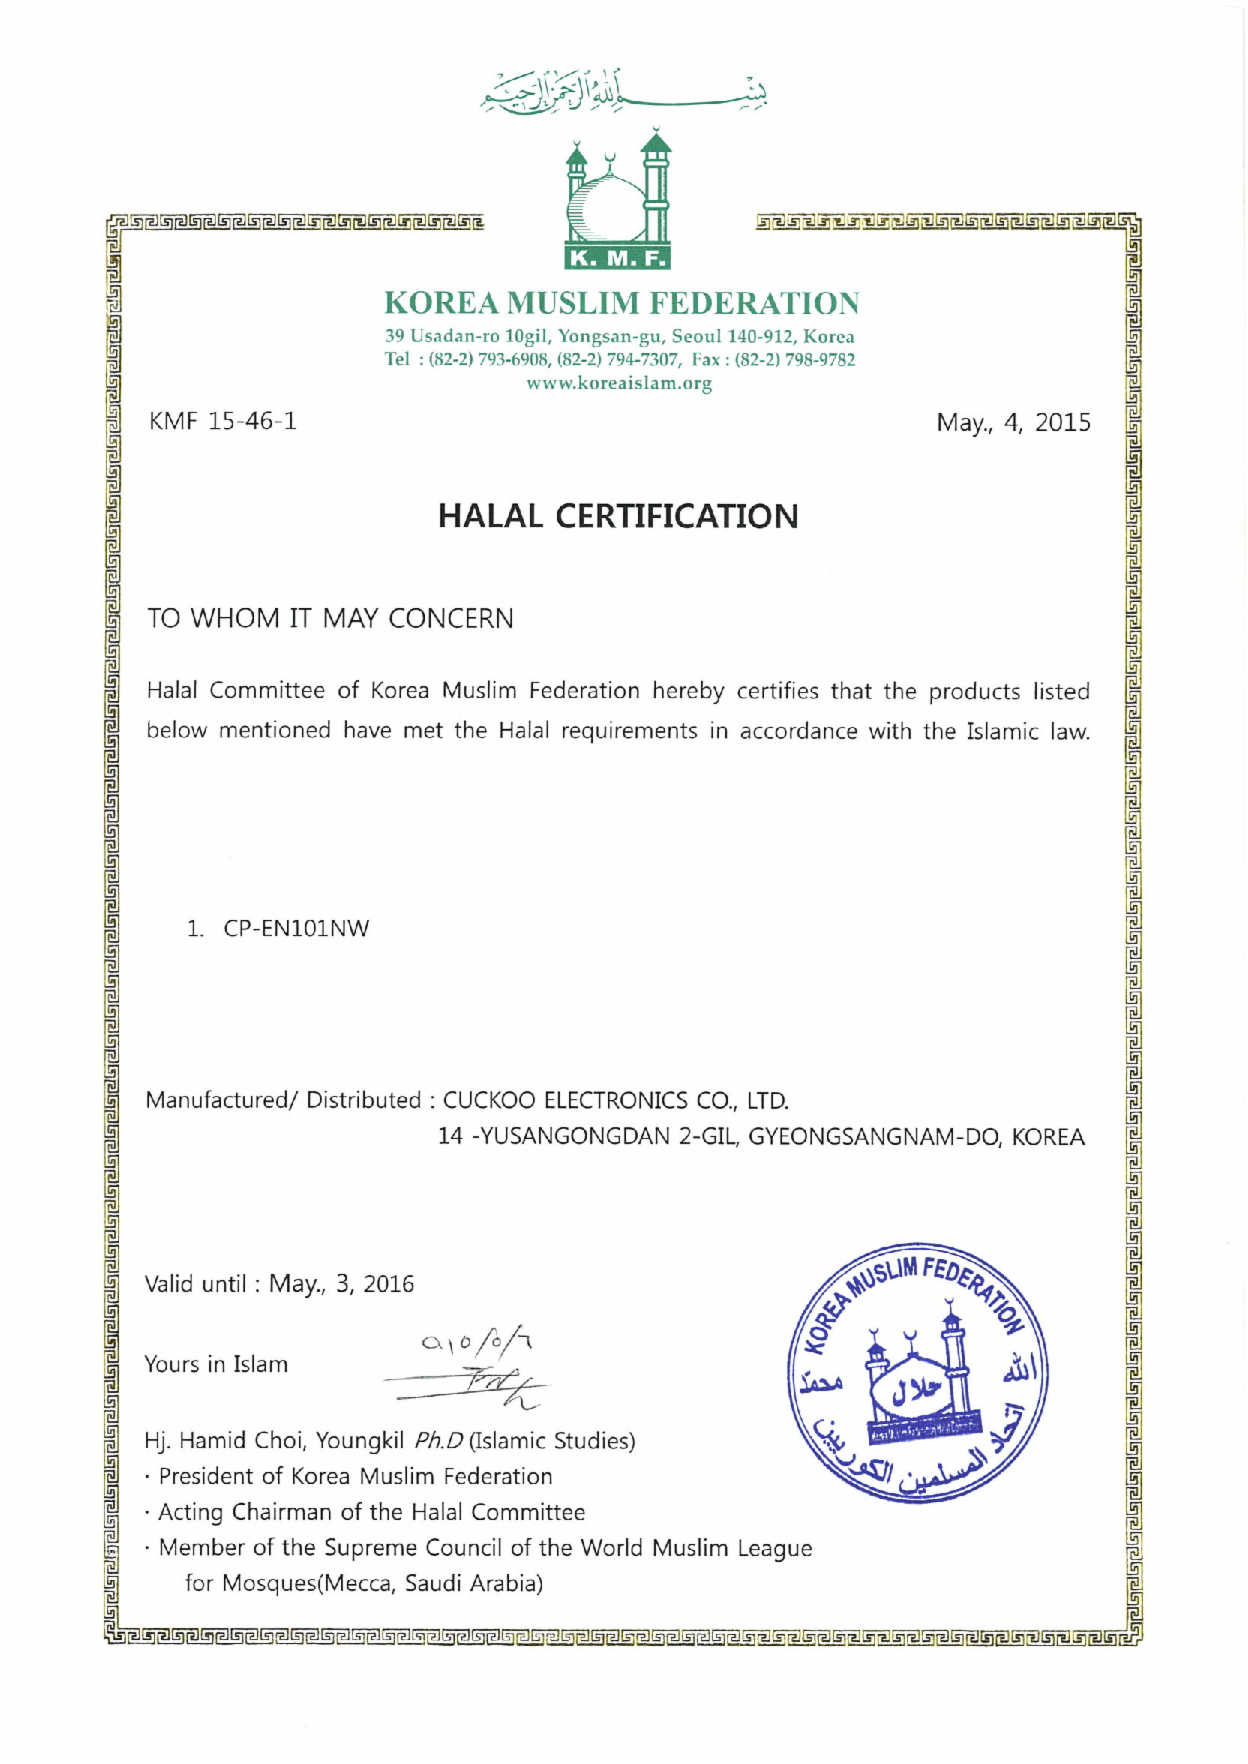 بسم الله الرحمن الرحيم
K. M. F.
KOREA MUSLIM FEDERATION
39 Usadan-ro 10gil, Yongsan-gu, Seoul 140-912, Korea
Tel : (82-2) 793-6908, (82-2) 794-7307, Fax : (82-2) 798-9782
www.koreaislam.org
KMF 15-46-1
May., 4, 2015
HALAL CERTIFICATION
TO WHOM IT MAY CONCERN
Halal Committee of Korea Muslim Federation hereby certifies that the products listed
below mentioned have met the Halal requirements in accordance with the Islamic law.
1. CP-EN101NW
Manufactured/ Distributed : CUCKOO ELECTRONICS CO., LTD.
14 -YUSANGONGDAN 2-GIL, GYEONGSANGNAM-DO, KOREA
Valid until : May., 3, 2016
Yours in Islam
Hj. Hamid Choi, Youngkil Ph.D (Islamic Studies)
· President of Korea Muslim Federation
· Acting Chairman of the Halal Committee
· Member of the Supreme Council of the World Muslim League
for Mosques(Mecca, Saudi Arabia)
KOREA MUSLIM FEDERATION
الله
محمد
حلال
اتحاد المسلمين الكوريين